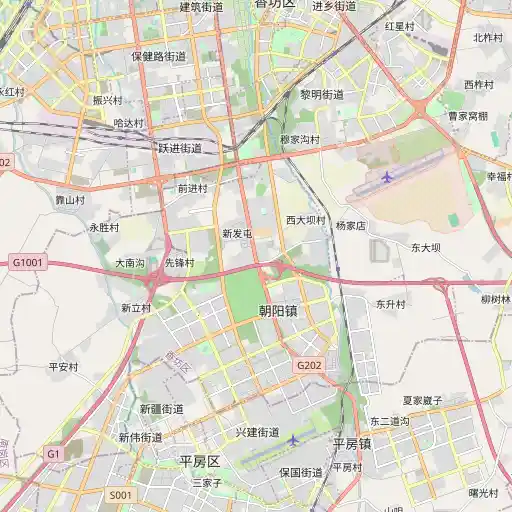 建筑街道
香坊区
进乡街道
红星村
北柞村
保健路街道
西柞村
永红村
振兴村
黎明街道
曹家窝棚
哈达村
穆家沟村
跃进街道
202
前进村
幸福村
靠山村
永胜村
新发屯
西大坝村
杨家店
东大坝
G1001
大南沟
先锋村
新立村
朝阳镇
东升村
柳树林
香坊区
平安村
G202
新疆街道
夏家崴子
东二道沟
新伟街道
兴建街道
平房镇
G1
平房区
平房村
保国街道
三家子
S001
曙光村